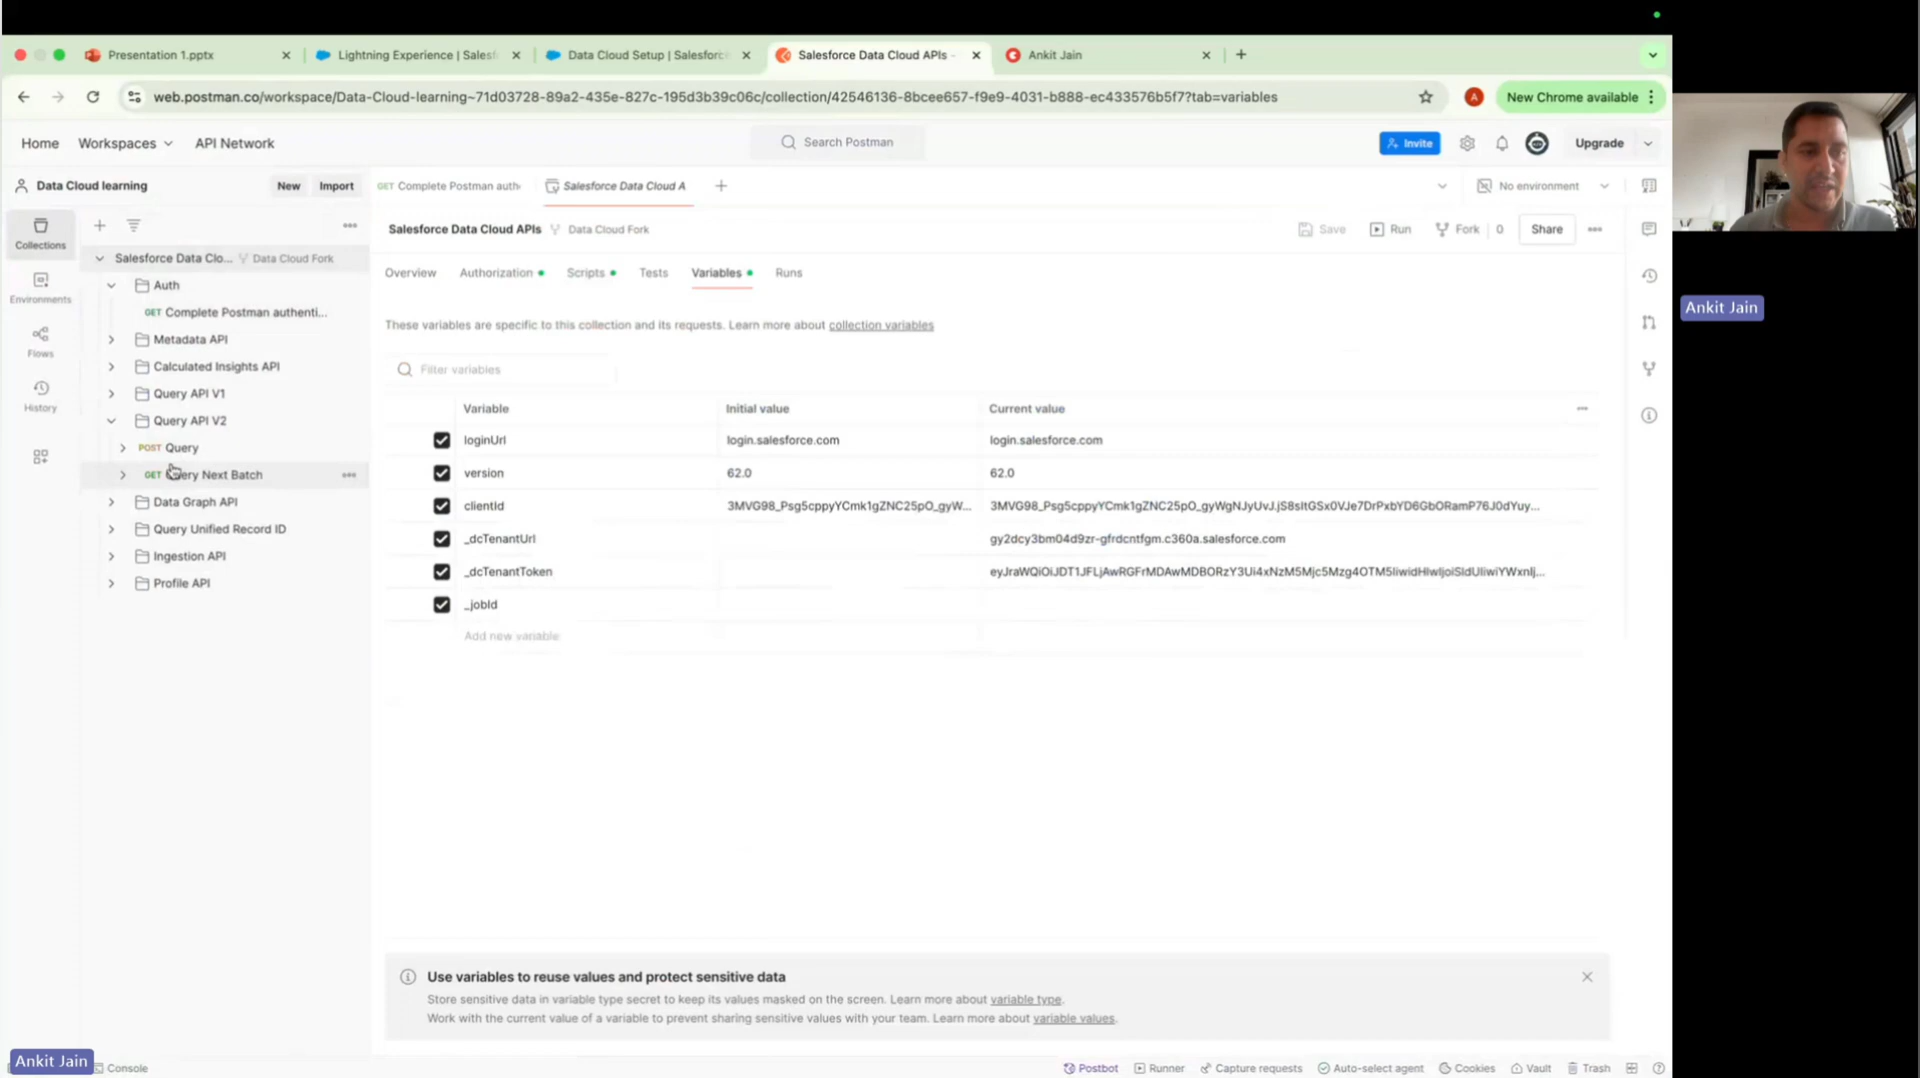 Presentation 1.pptx
Lightning Experience | Salesf
Data Cloud Setup | Salesforc
Salesforce Data Cloud APIs -
Ankit Jain
web.postman.co/workspace/Data-Cloud-learning~71d03728-89a2-435e-827c-195d3b39c06c/collection/42546136-8bcee657-f9e9-4031-b888-ec433576b5f7?tab=variables
A
New Chrome available
Home
Workspaces
API Network
Search Postman
Invite
Upgrade
Data Cloud learning
New
Import
GET Complete Postman auth
Salesforce Data Cloud A
No environment
Collections
Environments
Flows
History
Salesforce Data Clo...
Data Cloud Fork
Auth
GET Complete Postman authenti...
Metadata API
Calculated Insights API
Query API V1
Query API V2
POST Query
GET Query Next Batch
Data Graph API
Query Unified Record ID
Ingestion API
Profile API
Salesforce Data Cloud APIs
Data Cloud Fork
Save
Run
Fork 0
Share
Overview
Authorization
Scripts
Tests
Variables
Runs
These variables are specific to this collection and its requests. Learn more about collection variables
Filter variables
Variable Initial value Current value
loginUrl login.salesforce.com login.salesforce.com
version 62.0 62.0
clientId
_dcTenantUrl gy2dcy3bm04d9zr-gfrdcntfgm.c360a.salesforce.com
_dcTenantToken
_jobId
Add new variable
Use variables to reuse values and protect sensitive data
Store sensitive data in variable type secret to keep its values masked on the screen. Learn more about variable type.
Work with the current value of a variable to prevent sharing sensitive values with your team. Learn more about variable values.
Ankit Jain
Console
Postbot
Runner
Capture requests
Auto-select agent
Cookies
Vault
Trash
Ankit Jain